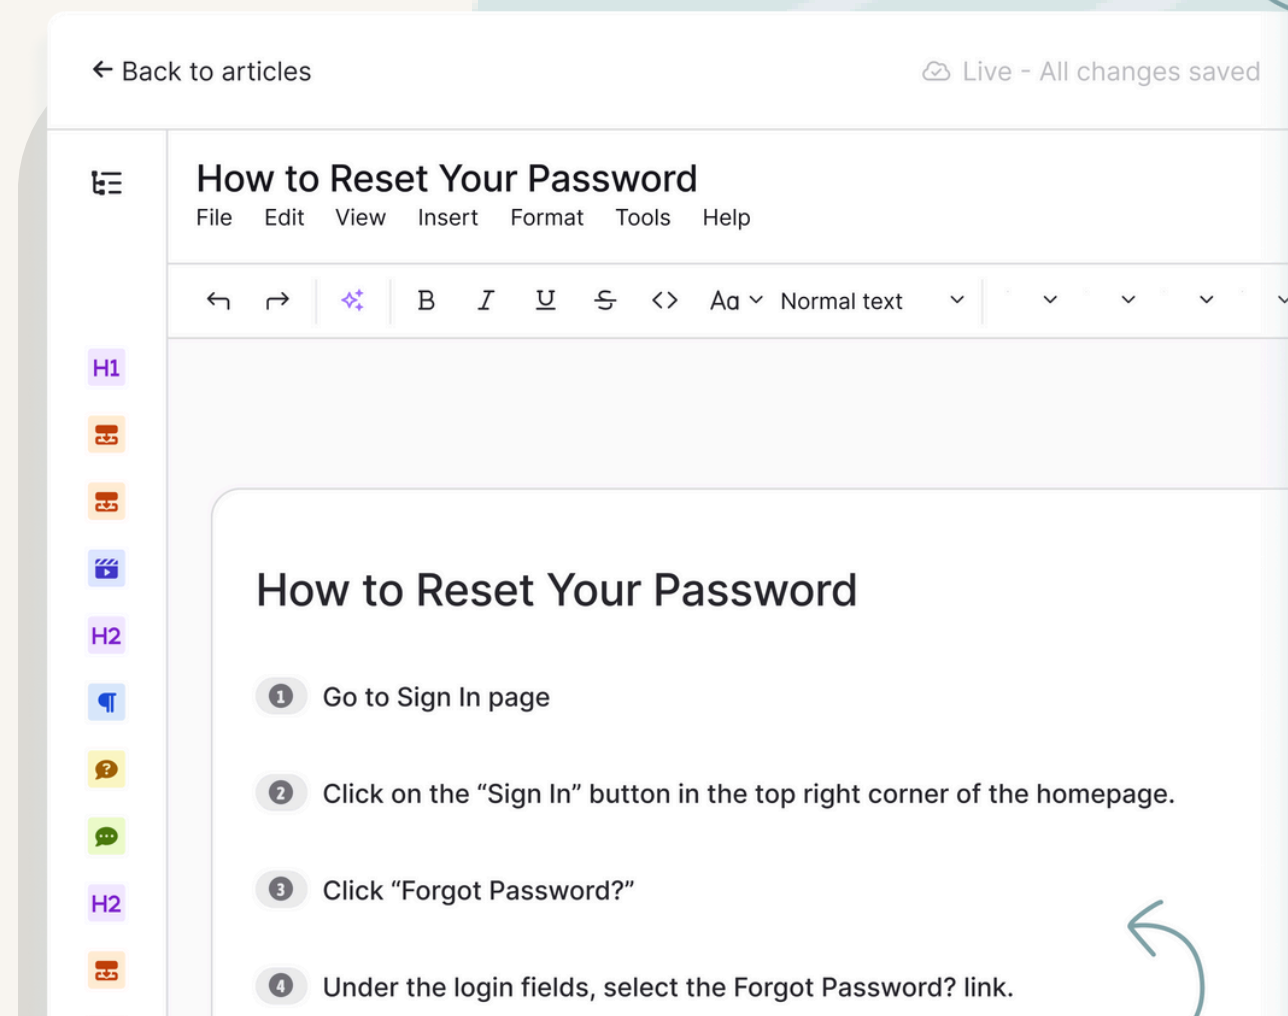 Back to articles
Live - All changes saved
How to Reset Your Password
File Edit View Insert Format Tools Help
B I U S <> Aa Normal text
H1
H2
¶
?
H2
How to Reset Your Password
1 Go to Sign In page
2 Click on the “Sign In” button in the top right corner of the homepage.
3 Click “Forgot Password?”
4 Under the login fields, select the Forgot Password? link.